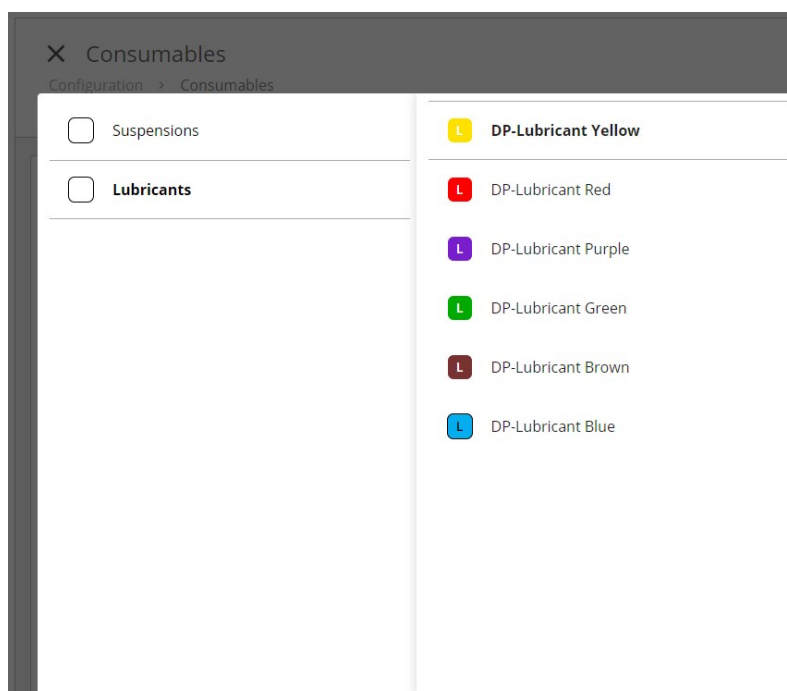 Consumables
Configuration > Consumables
Suspensions
Lubricants
L DP-Lubricant Yellow
L DP-Lubricant Red
L DP-Lubricant Purple
L DP-Lubricant Green
L DP-Lubricant Brown
L DP-Lubricant Blue